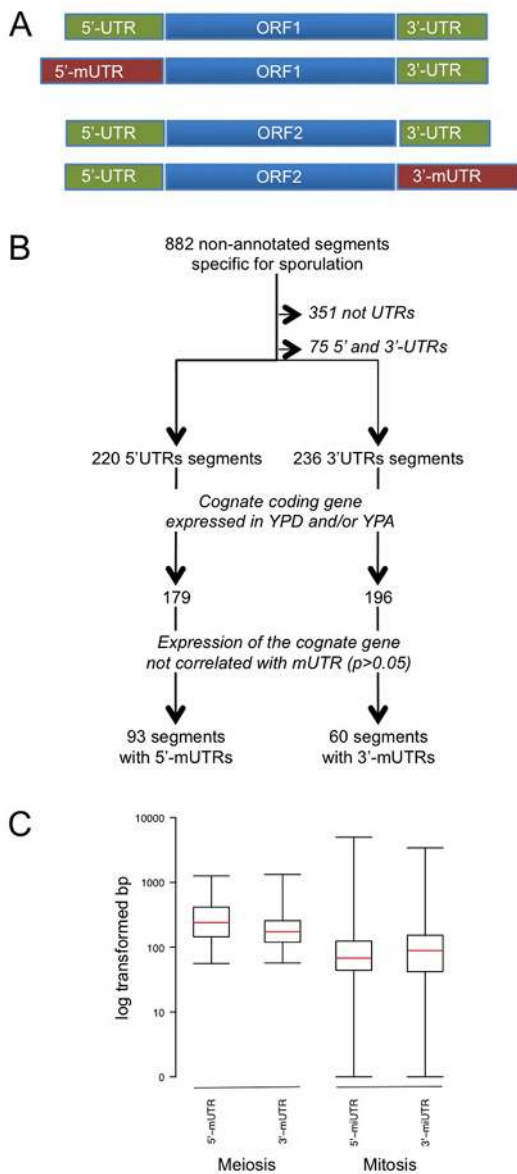 A
5'-UTR ORF1 3'-UTR
5'-mUTR ORF1 3'-UTR
5'-UTR ORF2 3'-UTR
5'-UTR ORF2 3'-mUTR
B
882 non-annotated segments
specific for sporulation
351 not UTRs
75 5' and 3'-UTRs
220 5'UTRs segments 236 3'UTRs segments
Cognate coding gene
expressed in YPD and/or YPA
179 196
Expression of the cognate gene
not correlated with mUTR (p>0.05)
93 segments 60 segments
with 5'-mUTRs with 3'-mUTRs
C
log transformed bp
10000
1000
100
10
0
5'-mUTR 3'-mUTR 5'-miUTR 3'-miUTR
Meiosis Mitosis